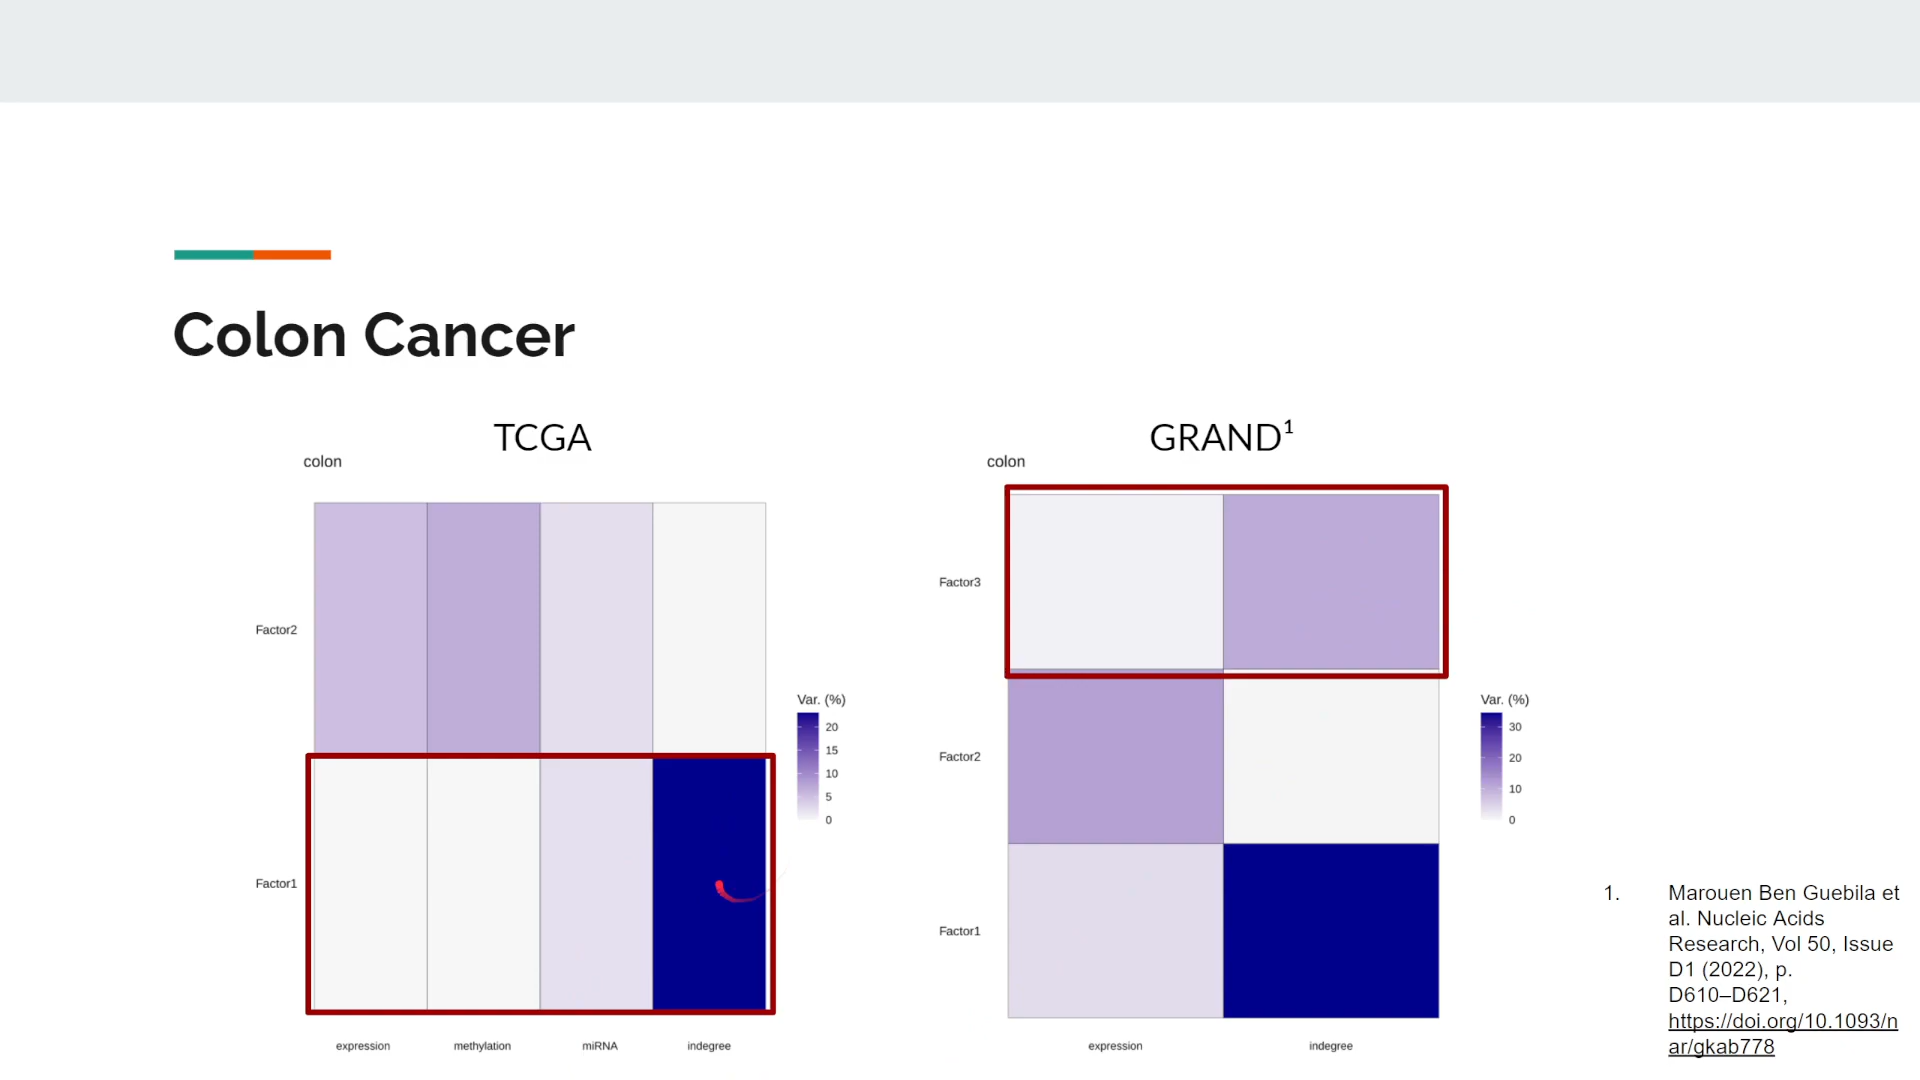 Colon Cancer
TCGA
colon
Factor2
Factor1
Var. (%)
20
15
10
5
0
expression
methylation
miRNA
indegree
GRAND¹
colon
Factor3
Factor2
Factor1
Var. (%)
30
20
10
0
expression
indegree
1. Marouen Ben Guebila et
al. Nucleic Acids
Research, Vol 50, Issue
D1 (2022), p.
D610–D621,
https://doi.org/10.1093/n
ar/gkab778